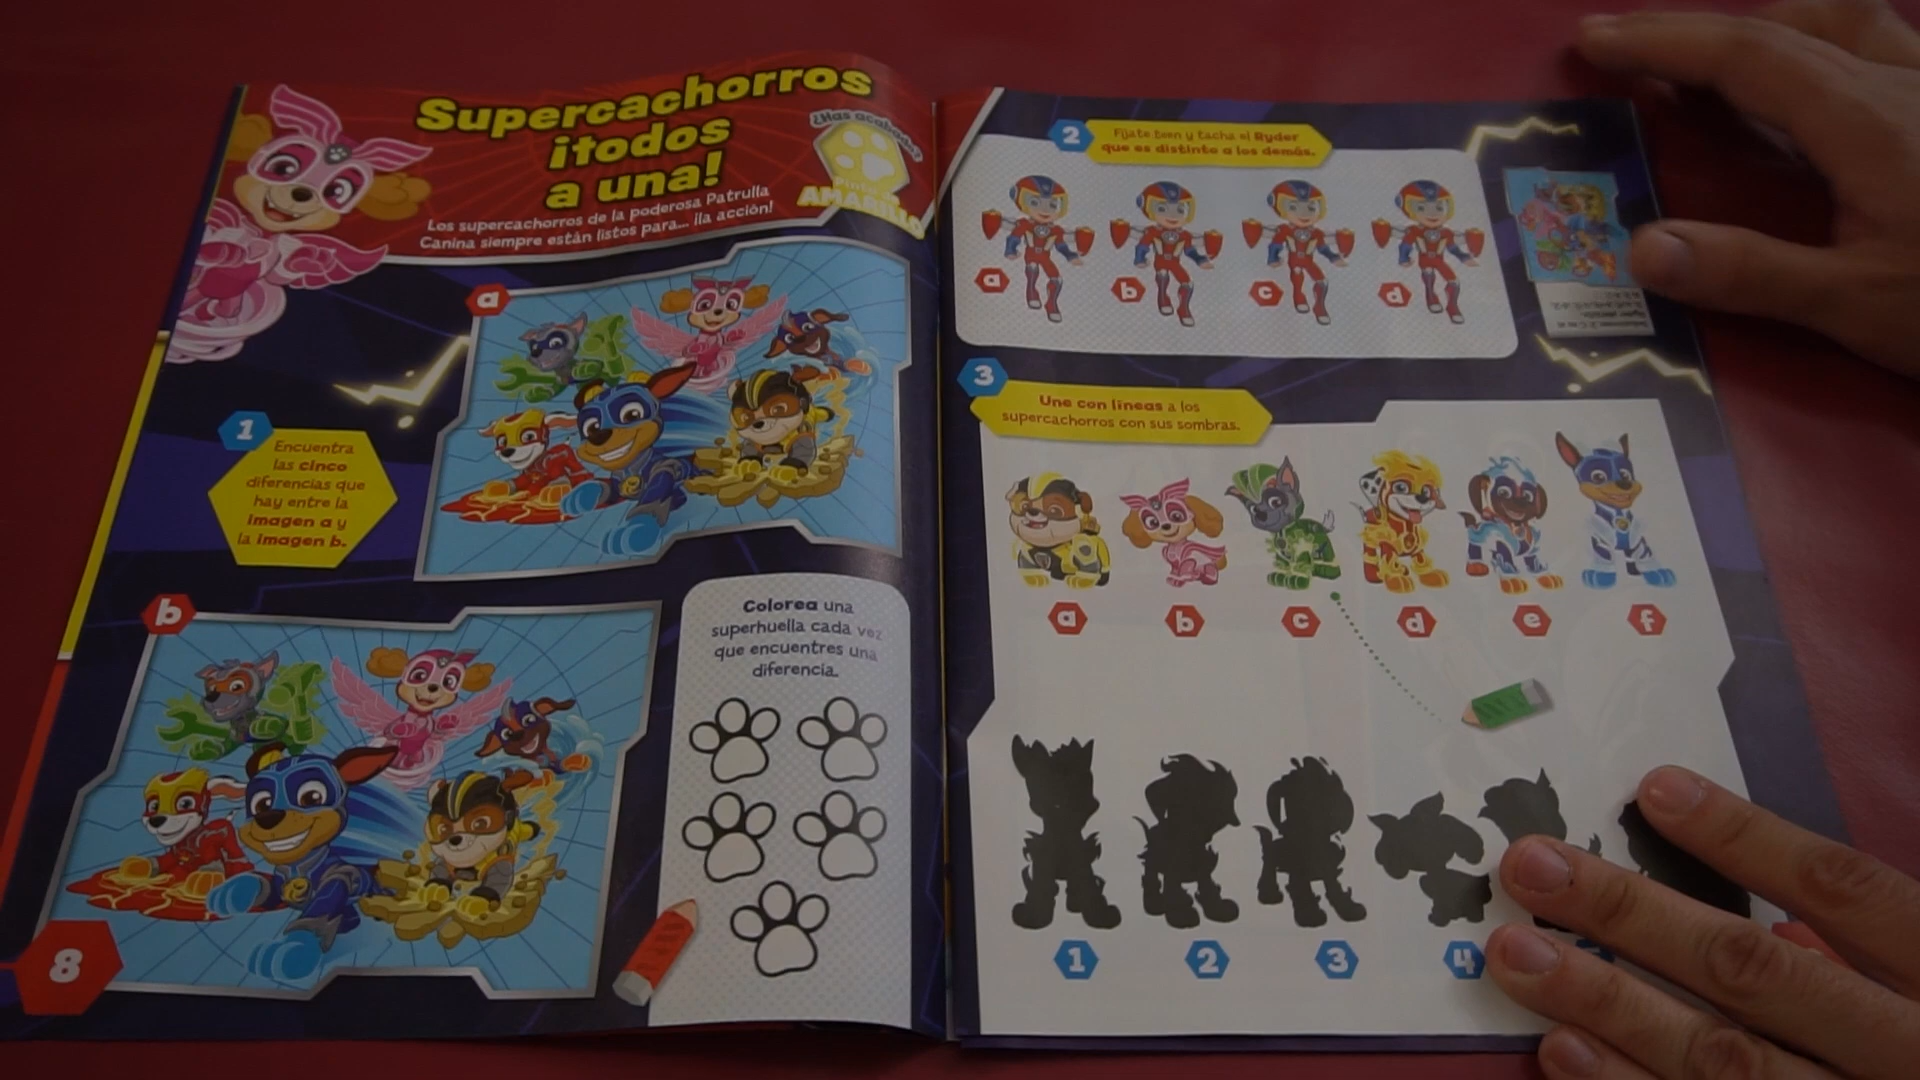 Supercachorros
¡todos
a una!
Los supercachorros de la poderosa Patrulla
Canina siempre están listos para... ¡la acción!
¿Has acabado?
Pinta de
AMARILLO
1
Encuentra
las cinco
diferencias que
hay entre la
imagen a y
la imagen b.
a
b
Colorea una
superhuella cada vez
que encuentres una
diferencia.
8
2
Fíjate bien y tacha el Ryder
que es distinto a los demás.
a
b
c
d
3
Une con líneas a los
supercachorros con sus sombras.
a
b
c
d
e
f
1
2
3
4